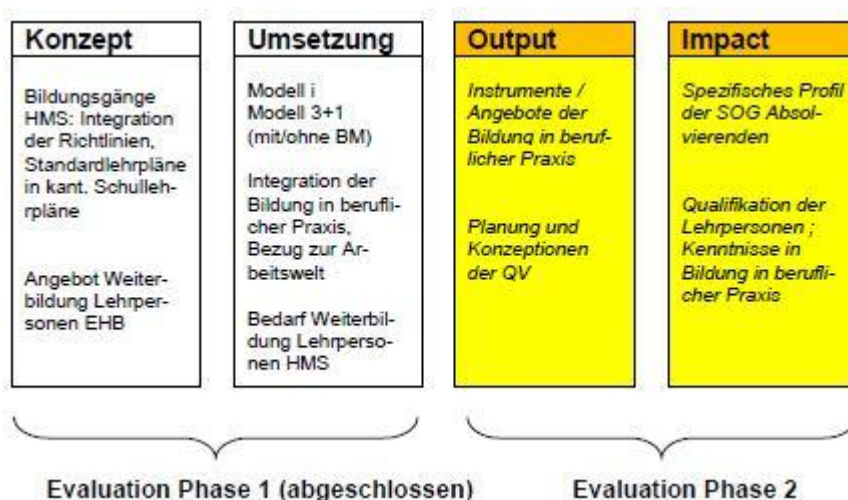 Konzept
Bildungsgänge
HMS: Integration
der Richtlinien,
Standardlehrpläne
in kant. Schulleh-
rpläne
Angebot Weiter-
bildung Lehrper-
sonen EHB
Umsetzung
Modell i
Modell 3+1
(mit/ohne BM)
Integration der
Bildung in berufli-
cher Praxis,
Bezug zur Ar-
beitswelt
Bedarf Weiterbil-
dung Lehrperso-
nen HMS
Output
Instrumente /
Angebote der
Bildung in beruf-
licher Praxis
Planung und
Konzeptionen
der QV
Impact
Spezifisches Profil
der SOG Absol-
vierenden
Qualifikation der
Lehrpersonen ;
Kenntnisse in
Bildung in berufli-
cher Praxis
Evaluation Phase 1 (abgeschlossen)
Evaluation Phase 2